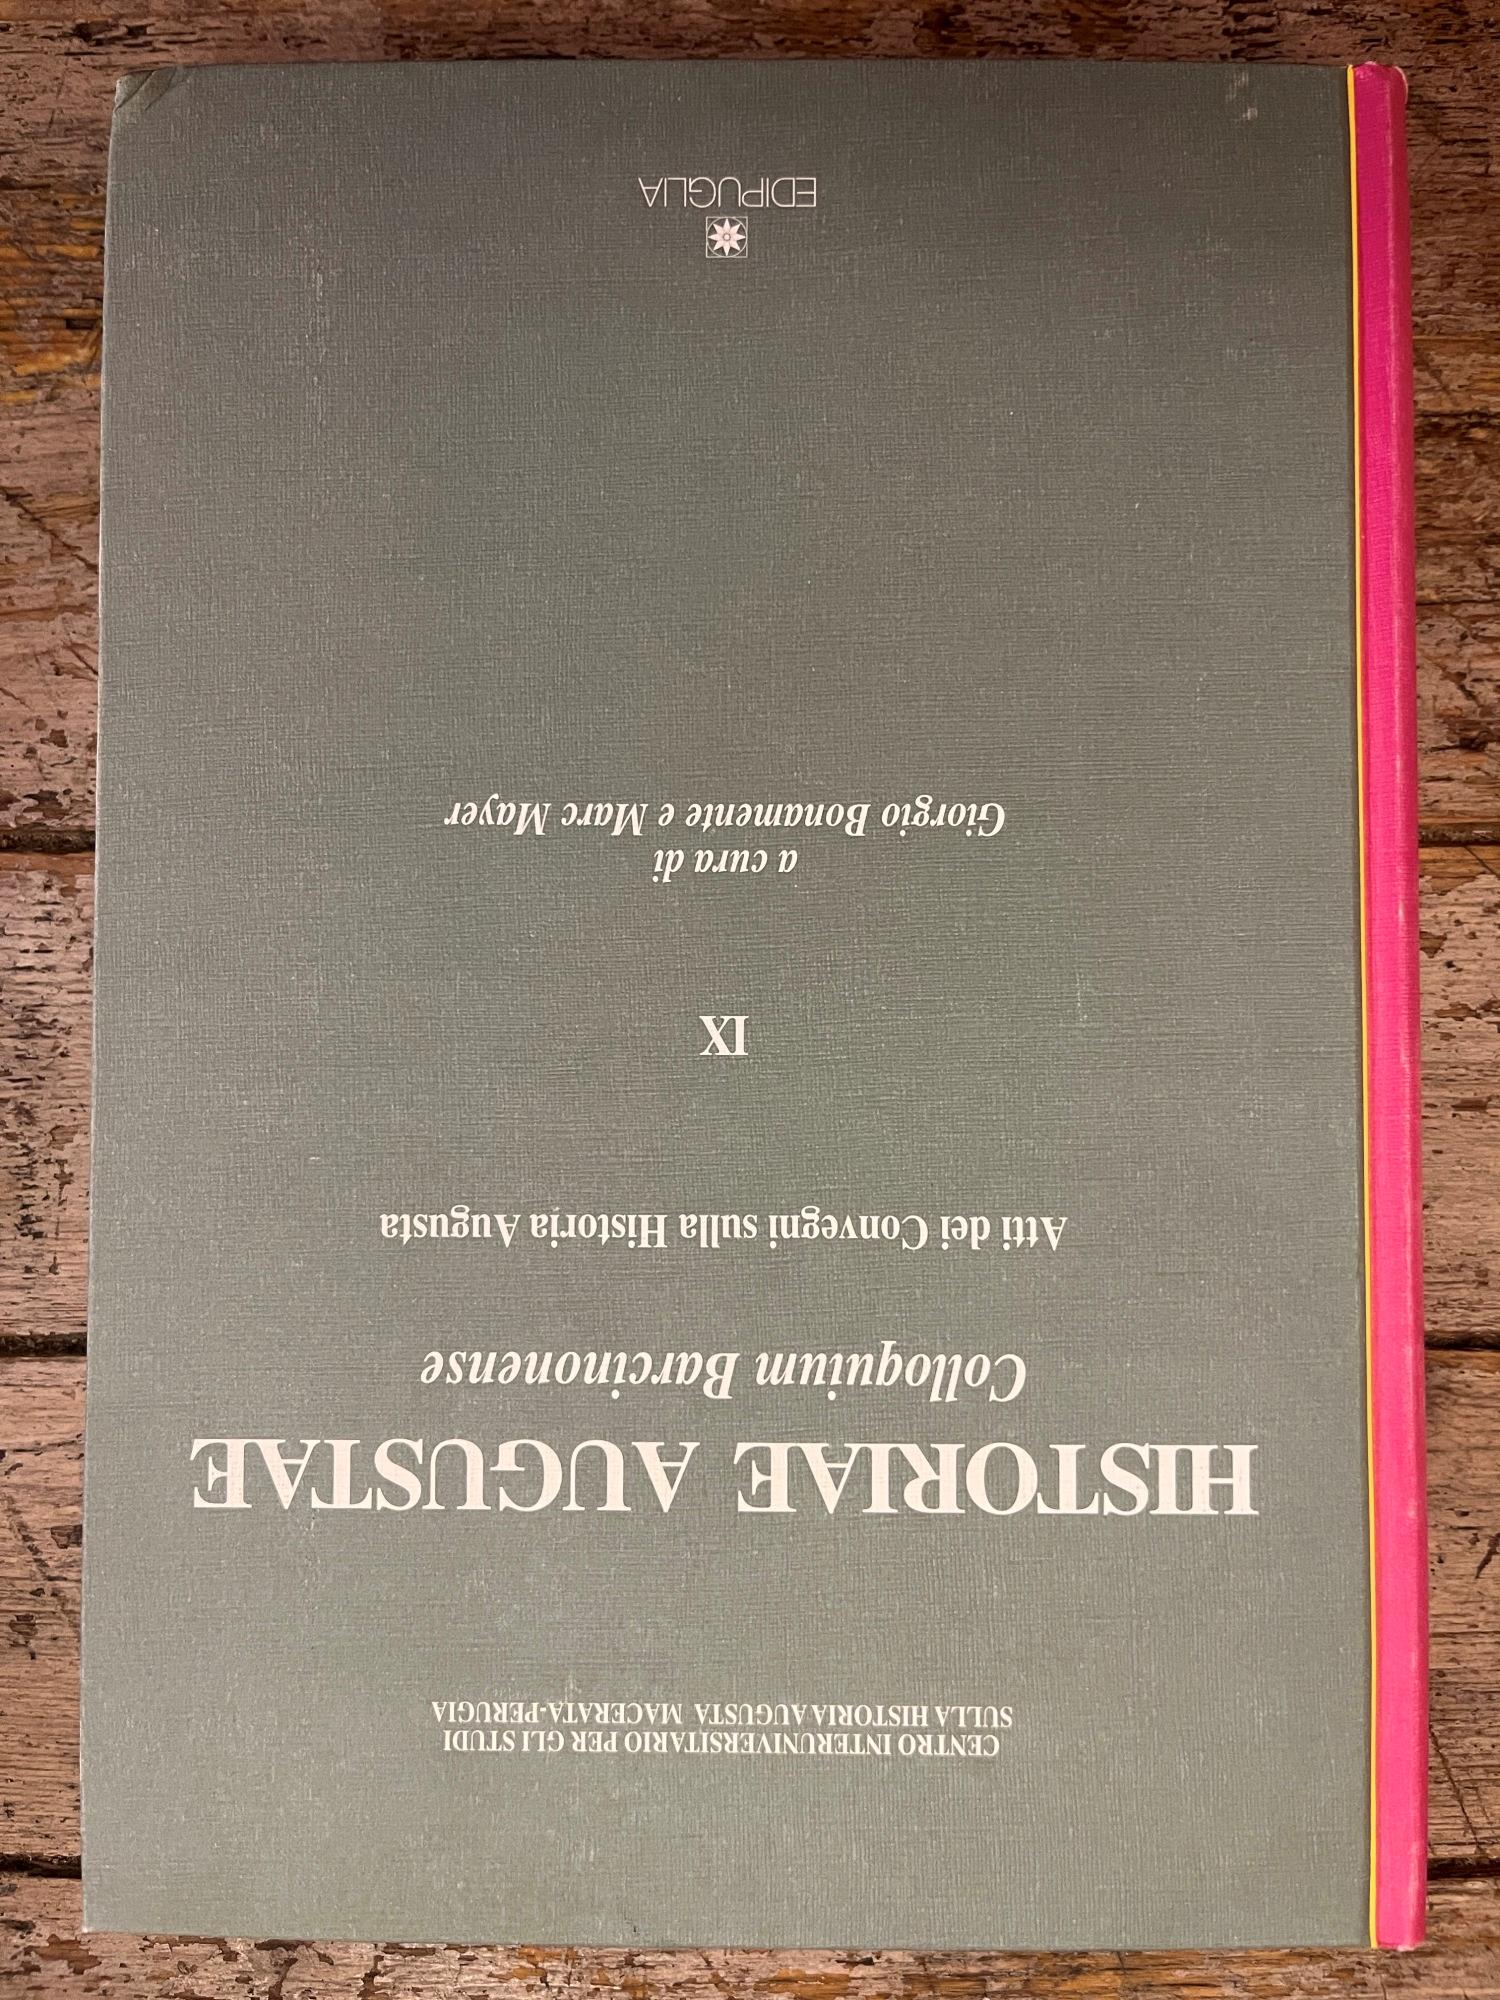 CENTRO INTERUNIVERSITARIO PER GLI STUDI
SULLA HISTORIA AUGUSTA MACERATA-PERUGIA
HISTORIAE AUGUSTAE
Colloquium Barcinonense
Atti dei Convegni sulla Historia Augusta
IX
a cura di
Giorgio Bonamente e Marc Mayer
EDIPUGLIA